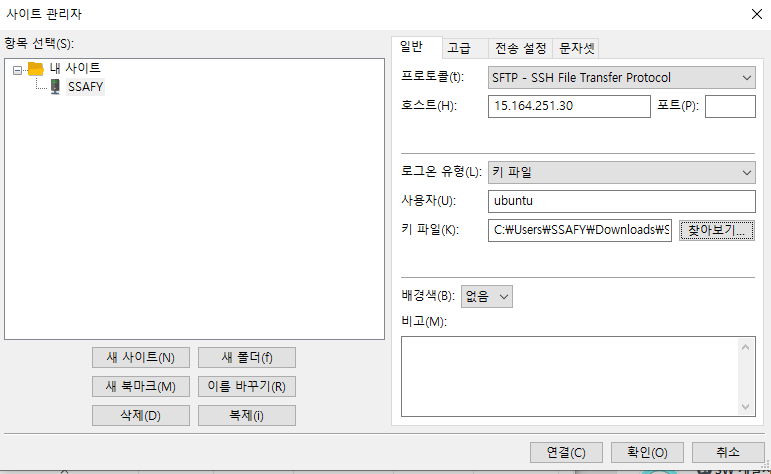 사이트 관리자
항목 선택(S):
내 사이트
SSAFY
새 사이트(N) 새 폴더(f)
새 북마크(M) 이름 바꾸기(R)
삭제(D) 복제(i)
일반 고급 전송 설정 문자셋
프로토콜(t): SFTP - SSH File Transfer Protocol
호스트(H): 15.164.251.30 포트(P):
로그온 유형(L): 키 파일
사용자(U): ubuntu
키 파일(K): C:₩Users₩SSAFY₩Downloads₩S 찾아보기...
배경색(B): 없음
비고(M):
연결(C) 확인(O) 취소